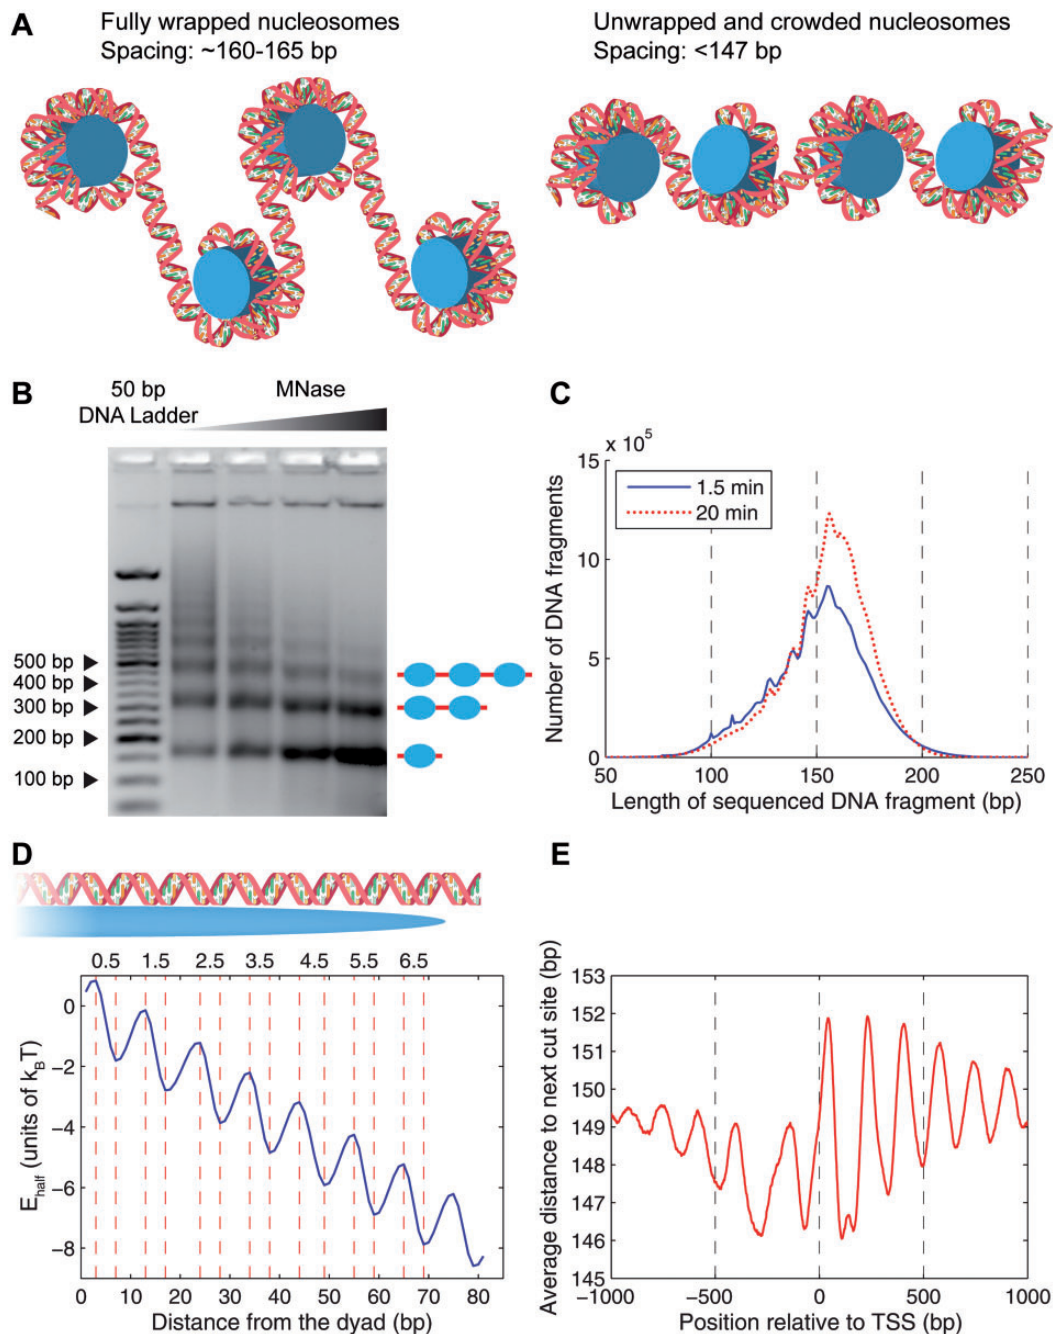 A
Fully wrapped nucleosomes
Spacing: ~160-165 bp
Unwrapped and crowded nucleosomes
Spacing: <147 bp
B
50 bp
DNA Ladder
MNase
500 bp
400 bp
300 bp
200 bp
100 bp
C
x 10^5
15
10
5
0
Number of DNA fragments
1.5 min
20 min
50 100 150 200 250
Length of sequenced DNA fragment (bp)
D
0.5 1.5 2.5 3.5 4.5 5.5 6.5
0
−2
−4
−6
−8
E_half (units of k_BT)
0 10 20 30 40 50 60 70 80
Distance from the dyad (bp)
E
153
152
151
150
149
148
147
146
145
Average distance to next cut site (bp)
−1000 −500 0 500 1000
Position relative to TSS (bp)